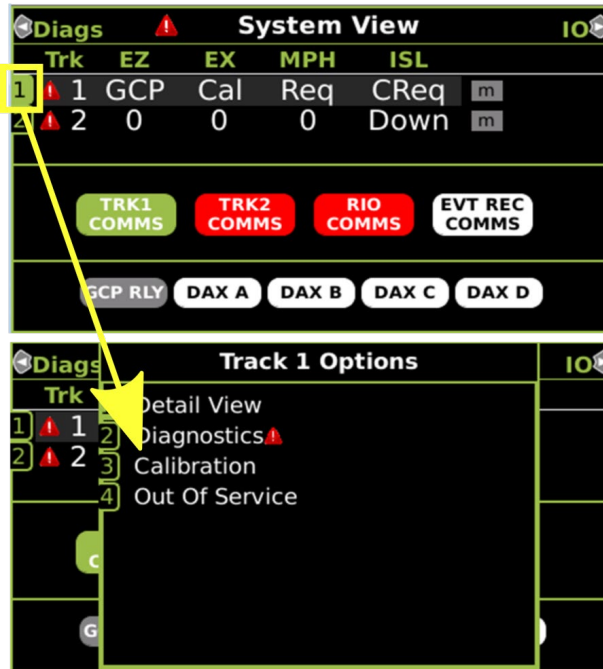 Diags System View IO
Trk EZ EX MPH ISL
1 1 GCP Cal Req CReq m
2 2 0 0 0 Down m
TRK1 COMMS TRK2 COMMS RIO COMMS EVT REC COMMS
GCP RLY DAX A DAX B DAX C DAX D
Diags Track 1 Options IO
Trk
Detail View
1 1
2 Diagnostics
2 2
3 Calibration
4 Out Of Service